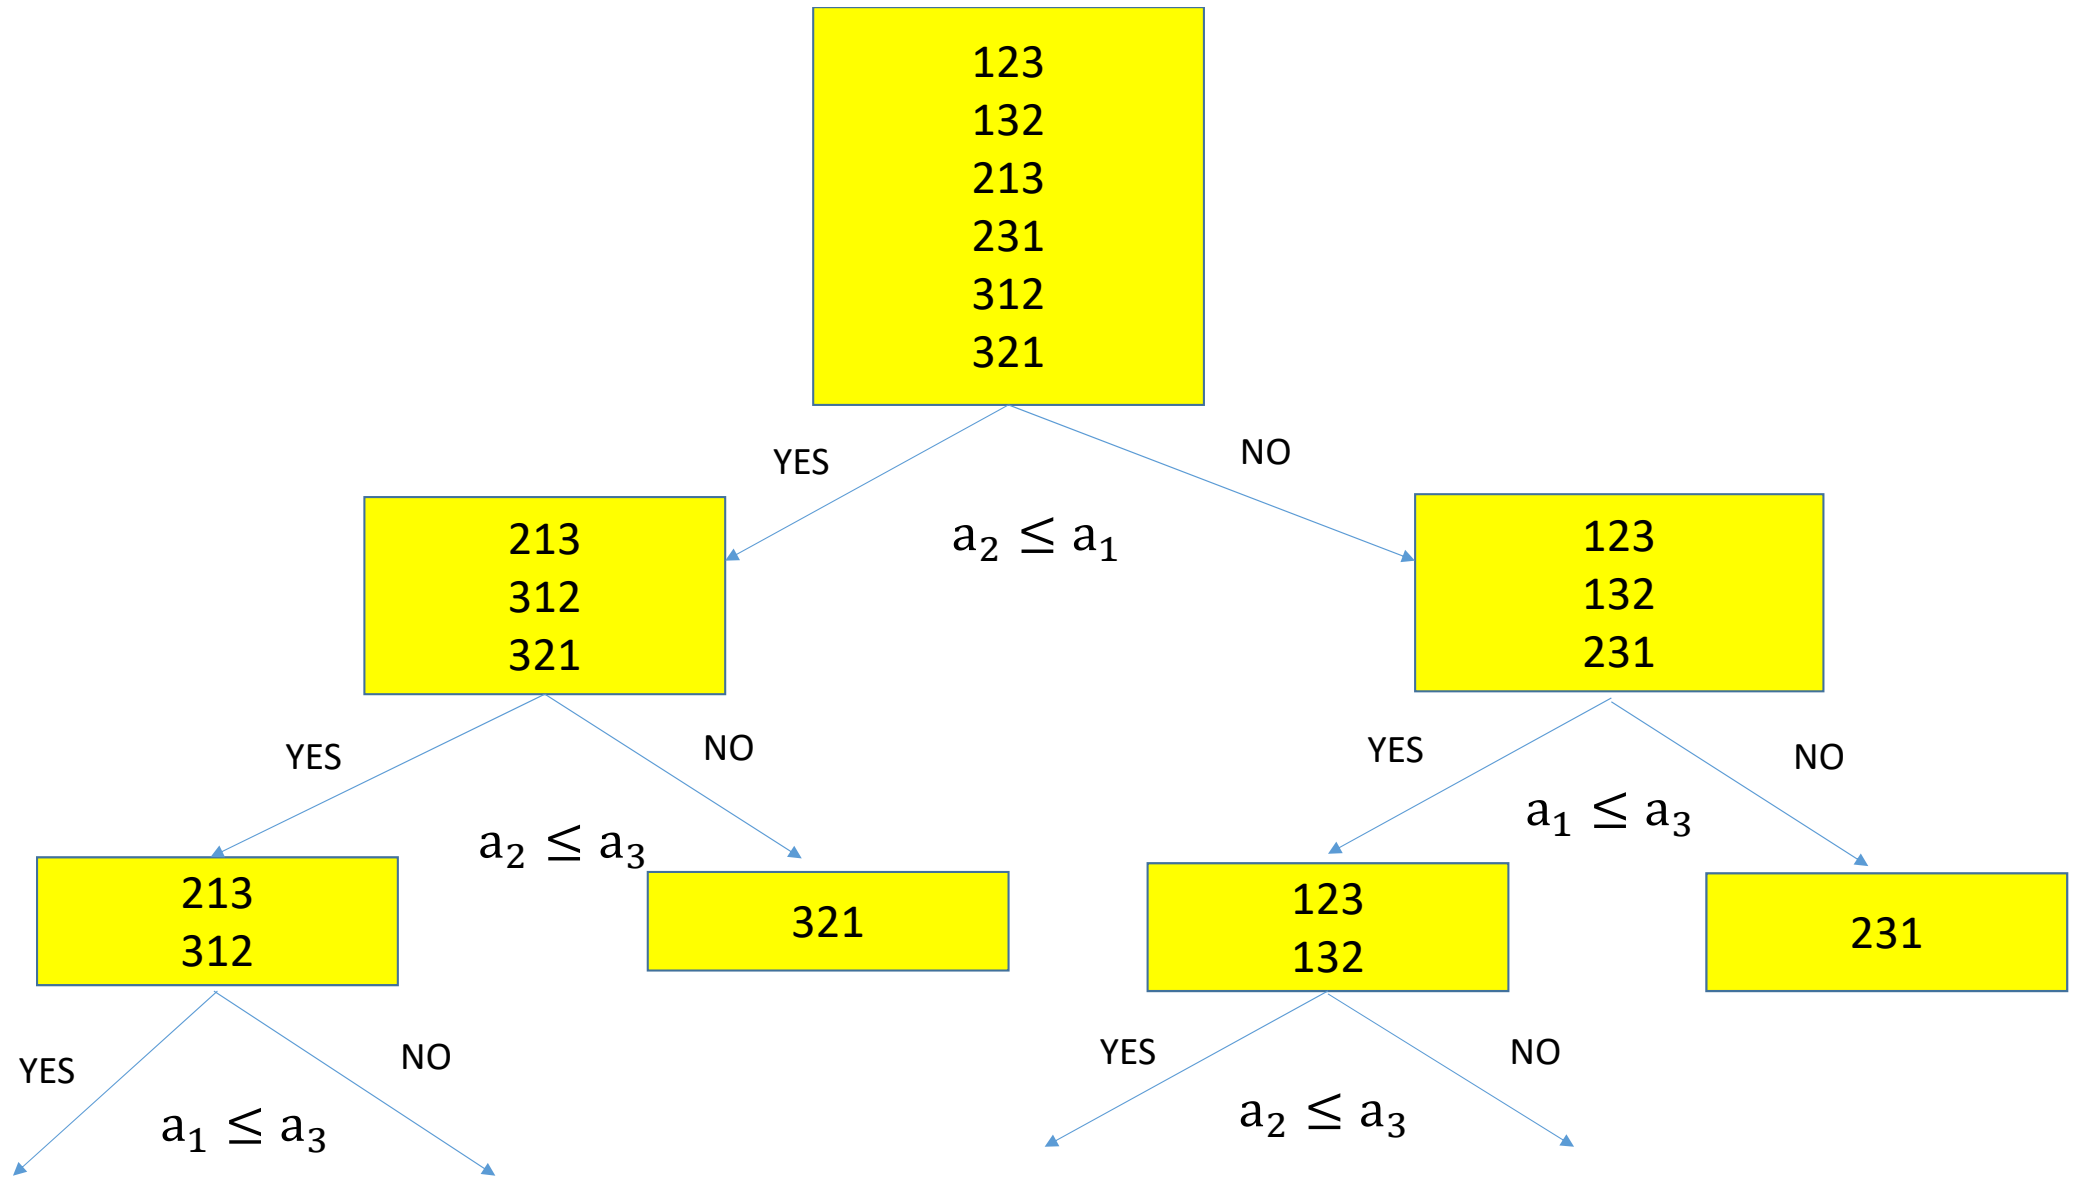 123
132
213
231
312
321
YES
NO
a₂ ≤ a₁
213
312
321
123
132
231
YES
NO
YES
NO
a₂ ≤ a₃
a₁ ≤ a₃
213
312
321
123
132
231
YES
NO
YES
NO
a₁ ≤ a₃
a₂ ≤ a₃